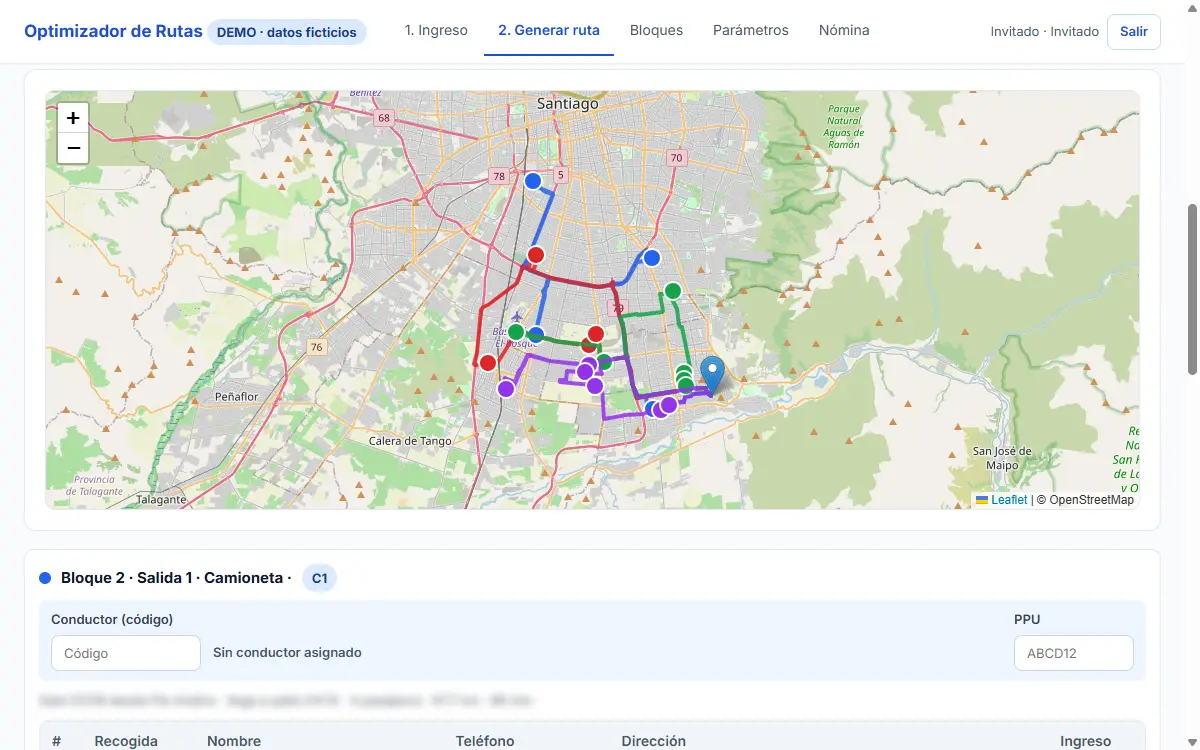 Optimizador de Rutas DEMO · datos ficticios 1. Ingreso 2. Generar ruta Bloques Parámetros Nómina Invitado · Invitado Salir
Benítez
Santiago
+
−
68
78
5
70
Parque
Natural
Aguas de
Ramón
79
76
Peñaflor
Calera de Tango
Provincia
de Talagante
Talagante
San José de
Maipo
Leaflet | © OpenStreetMap
Bloque 2 · Salida 1 · Camioneta · C1
Conductor (código) PPU
Código Sin conductor asignado ABCD12
# Recogida Nombre Teléfono Dirección Ingreso